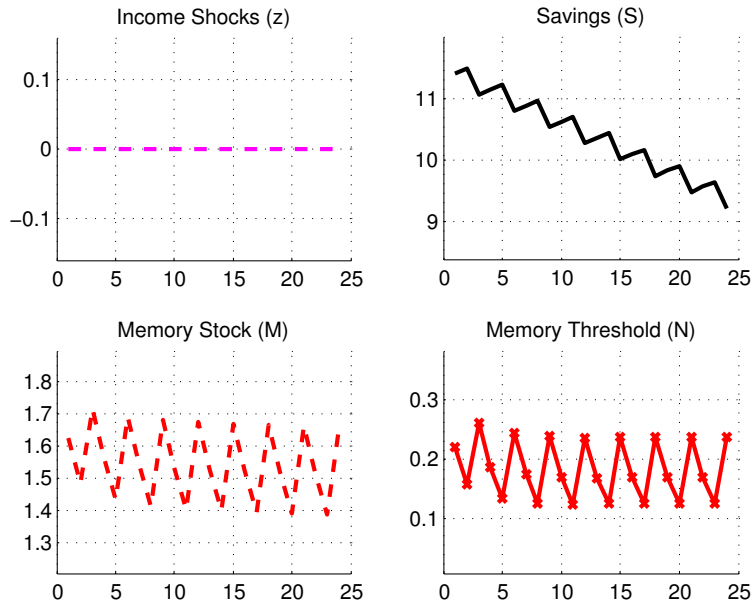 Income Shocks (z)
0.1
0
−0.1
0 5 10 15 20 25
Savings (S)
11
10
9
0 5 10 15 20 25
Memory Stock (M)
1.8
1.7
1.6
1.5
1.4
1.3
0 5 10 15 20 25
Memory Threshold (N)
0.3
0.2
0.1
0 5 10 15 20 25